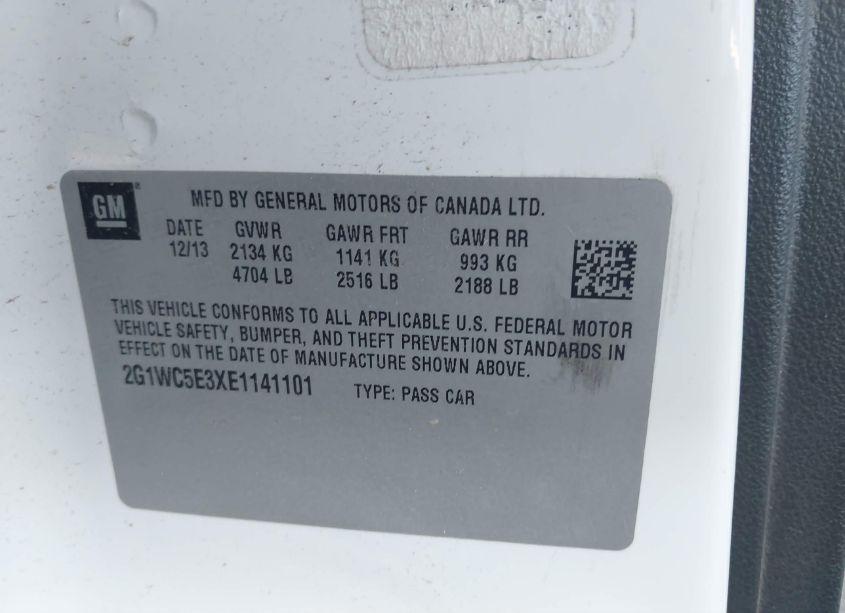 GM
MFD BY GENERAL MOTORS OF CANADA LTD.
DATE GVWR GAWR FRT GAWR RR
12/13 2134 KG 1141 KG 993 KG
4704 LB 2516 LB 2188 LB
THIS VEHICLE CONFORMS TO ALL APPLICABLE U.S. FEDERAL MOTOR
VEHICLE SAFETY, BUMPER, AND THEFT PREVENTION STANDARDS IN
EFFECT ON THE DATE OF MANUFACTURE SHOWN ABOVE.
2G1WC5E3XE1141101 TYPE: PASS CAR